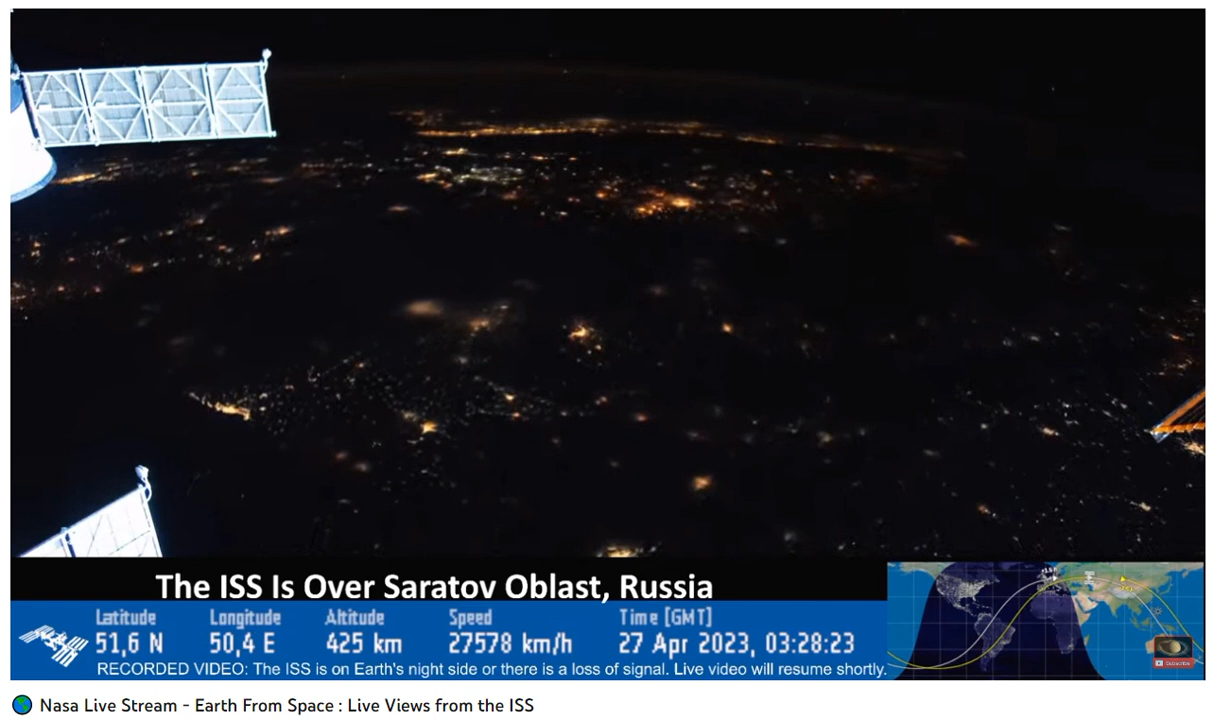 The ISS Is Over Saratov Oblast, Russia
Latitude Longitude Altitude Speed Time [GMT]
51,6 N 50,4 E 425 km 27578 km/h 27 Apr 2023, 03:28:23
RECORDED VIDEO: The ISS is on Earth's night side or there is a loss of signal. Live video will resume shortly.
Subscribe
Nasa Live Stream - Earth From Space : Live Views from the ISS